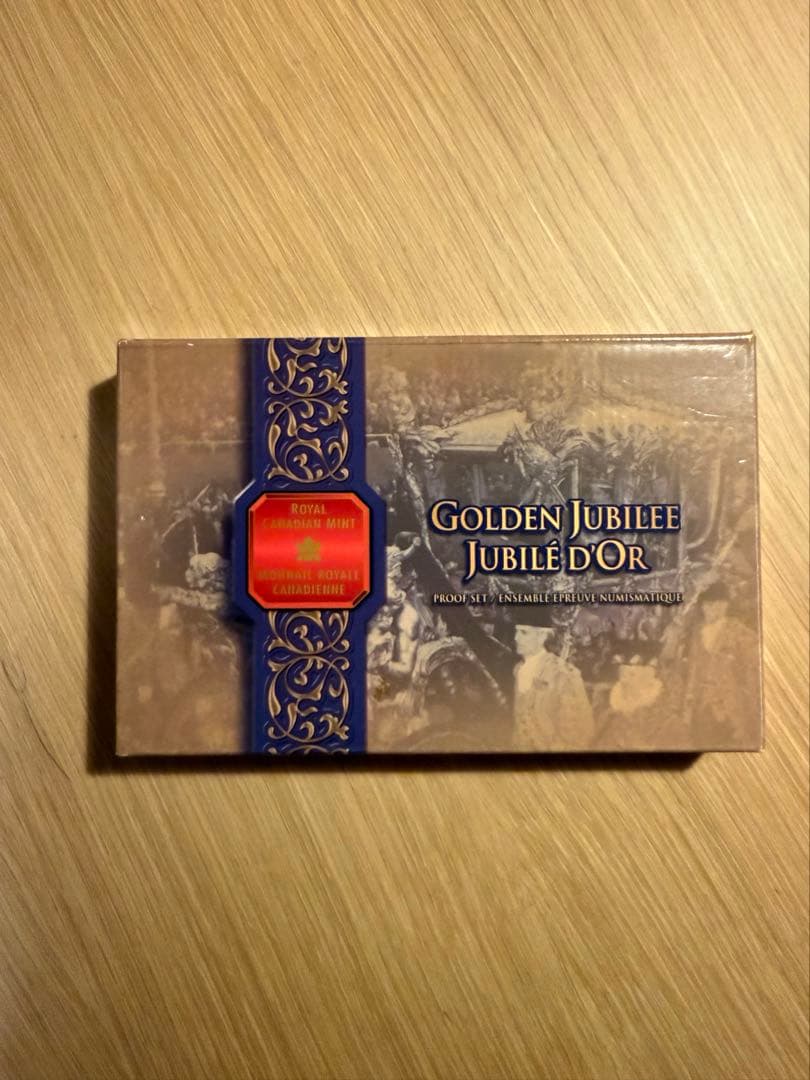 ROYAL
CANADIAN MINT
MONNAIE ROYALE
CANADIENNE
GOLDEN JUBILEE
JUBILÉ D'OR
PROOF SET / ENSEMBLE ÉPREUVE NUMISMATIQUE